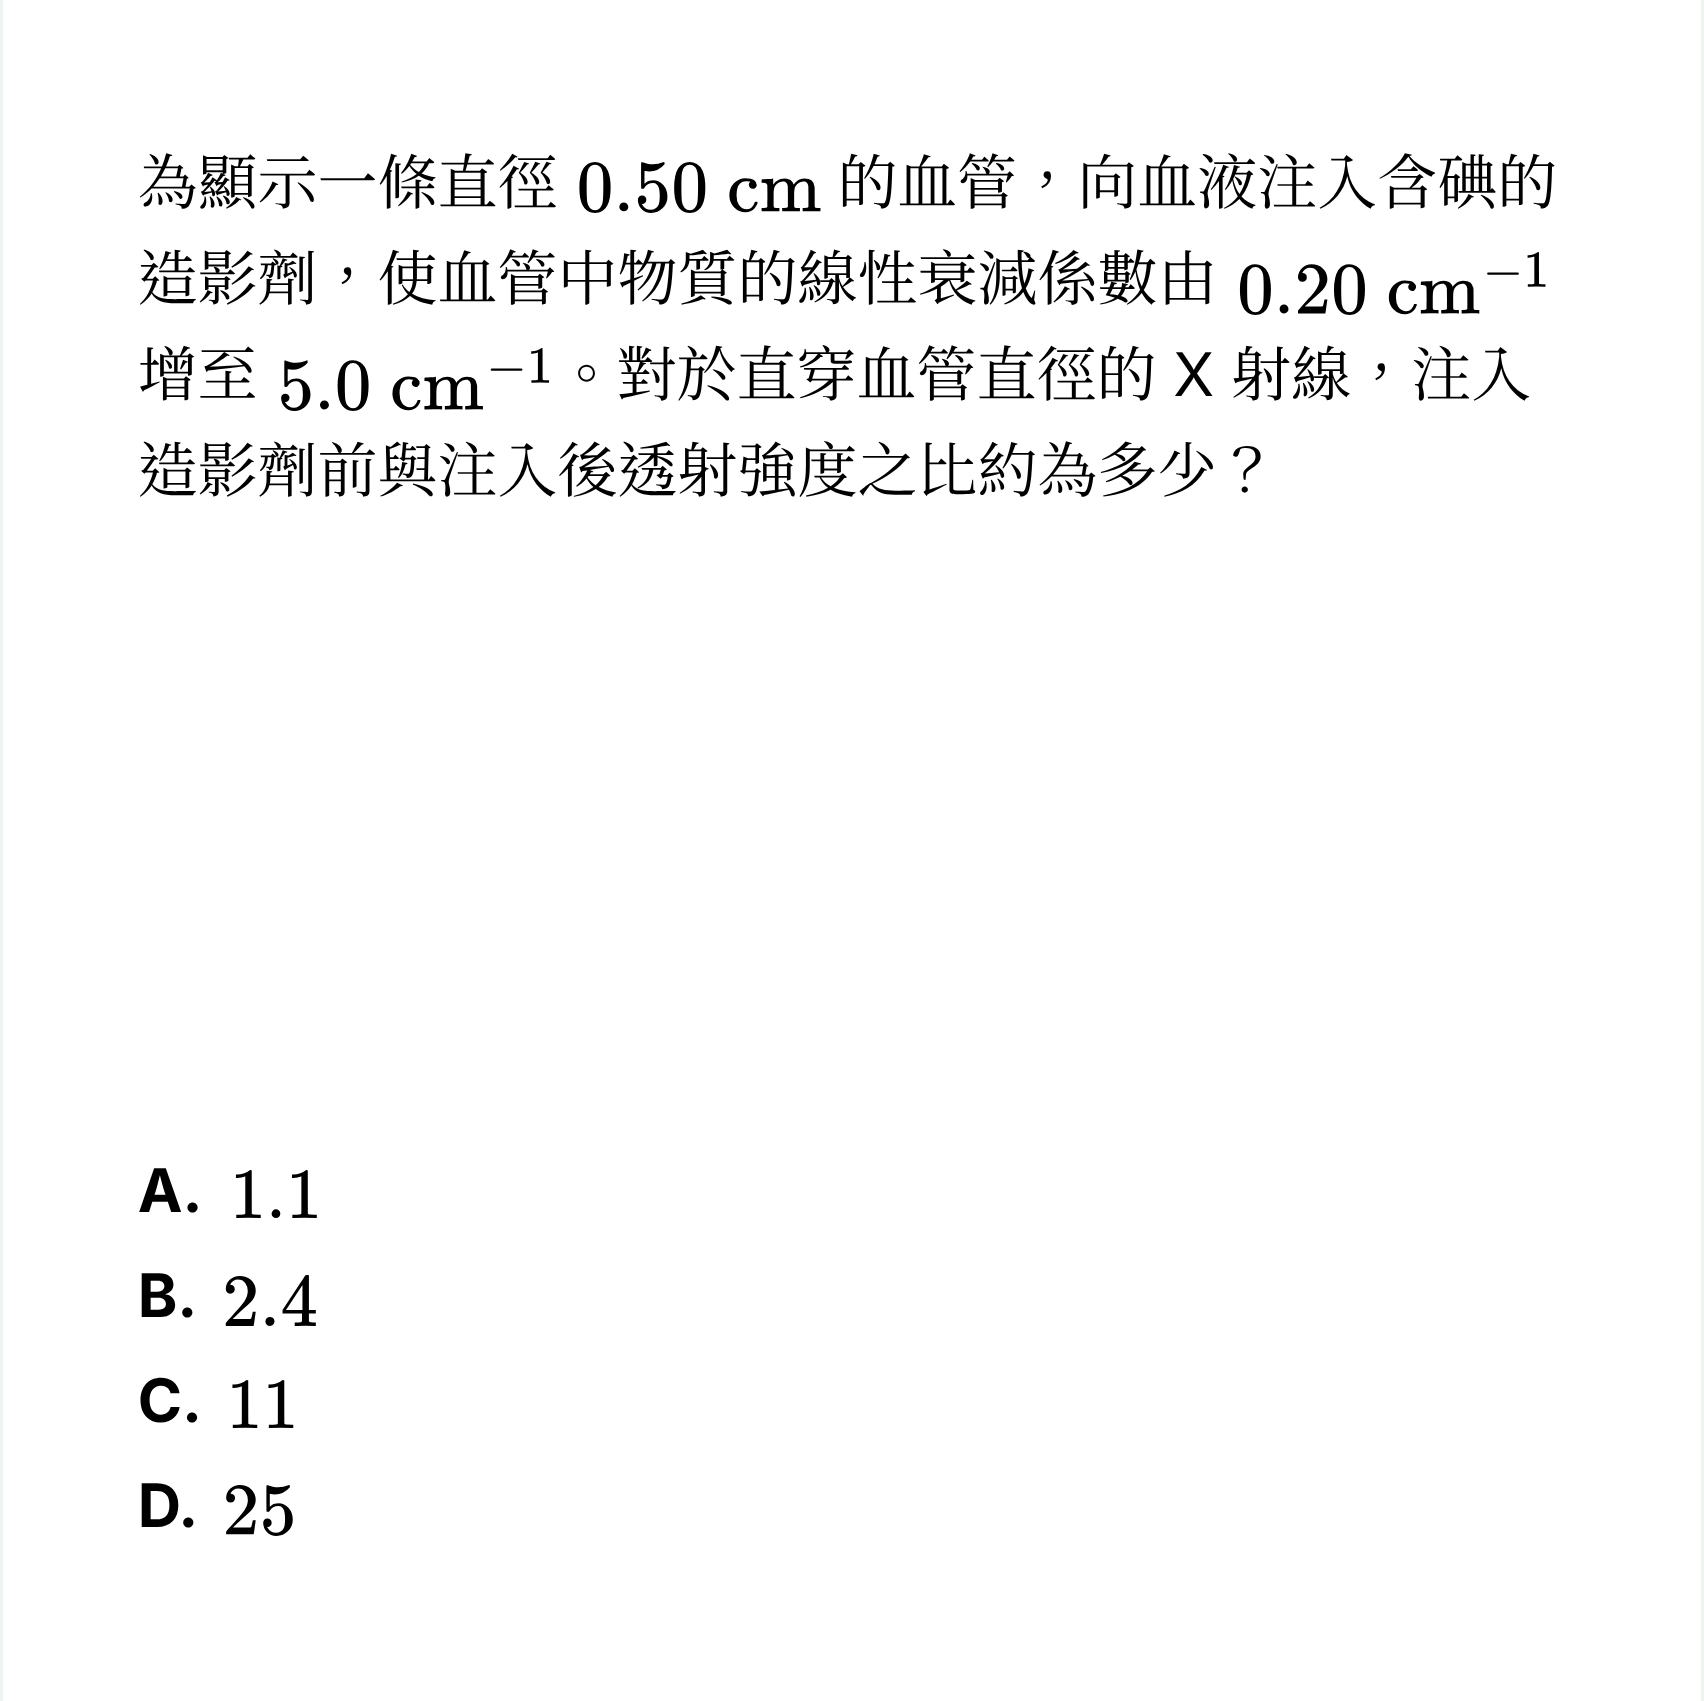 為顯示一條直徑 0.50 cm 的血管，向血液注入含碘的
造影劑，使血管中物質的線性衰減係數由 0.20 cm⁻¹
增至 5.0 cm⁻¹。對於直穿血管直徑的 X 射線，注入
造影劑前與注入後透射強度之比約為多少？
A. 1.1
B. 2.4
C. 11
D. 25